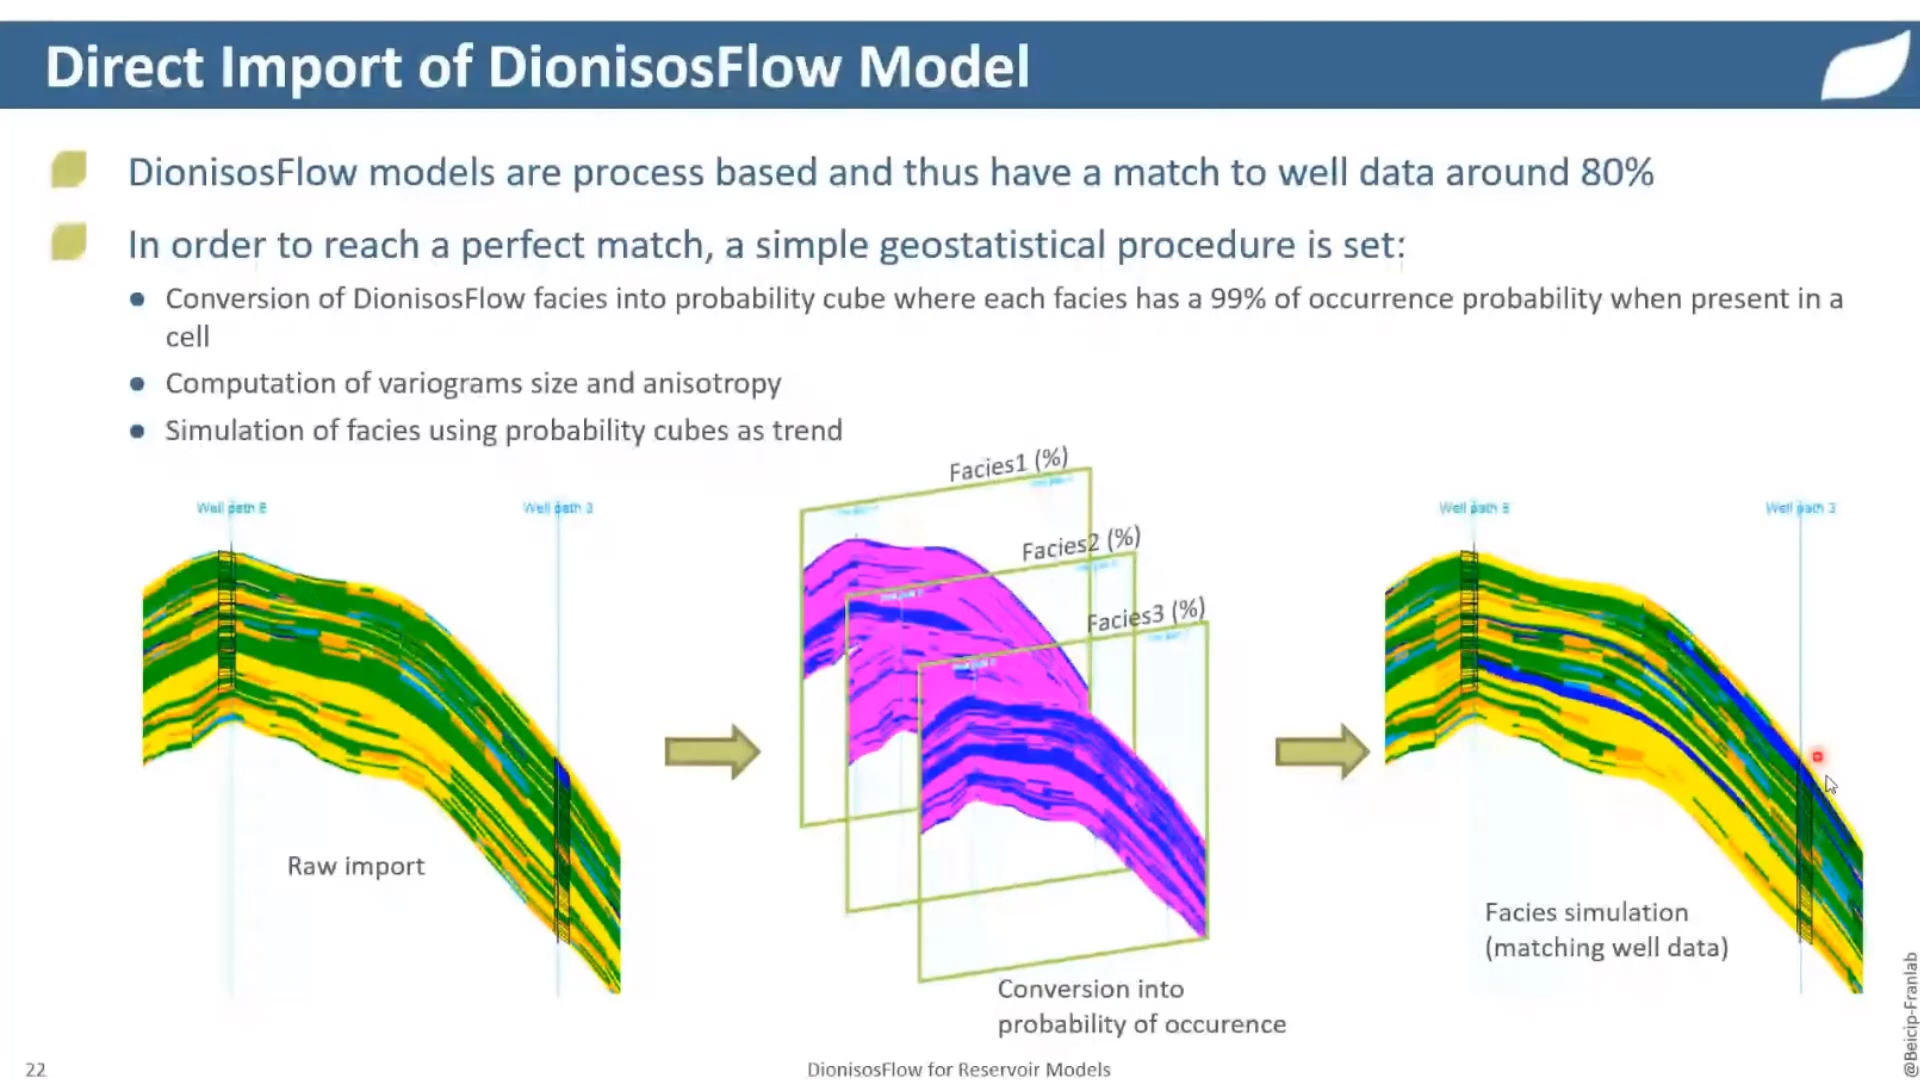 Direct Import of DionisosFlow Model
DionisosFlow models are process based and thus have a match to well data around 80%
In order to reach a perfect match, a simple geostatistical procedure is set:
Conversion of DionisosFlow facies into probability cube where each facies has a 99% of occurrence probability when present in a
cell
Computation of variograms size and anisotropy
Simulation of facies using probability cubes as trend
Facies1 (%)
Facies2 (%)
Facies3 (%)
Well path
Well path 3
Well path
Well path 3
Raw import
Facies simulation
(matching well data)
Conversion into
probability of occurence
22
DionisosFlow for Reservoir Models
@Beicip-Franlab